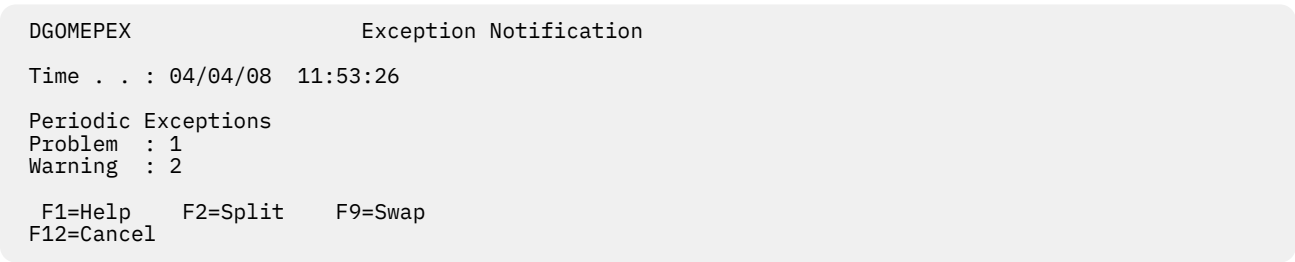 DGOMEPEX                  Exception Notification
Time . . : 04/04/08  11:53:26
Periodic Exceptions
Problem  : 1
Warning  : 2
 F1=Help    F2=Split    F9=Swap
F12=Cancel